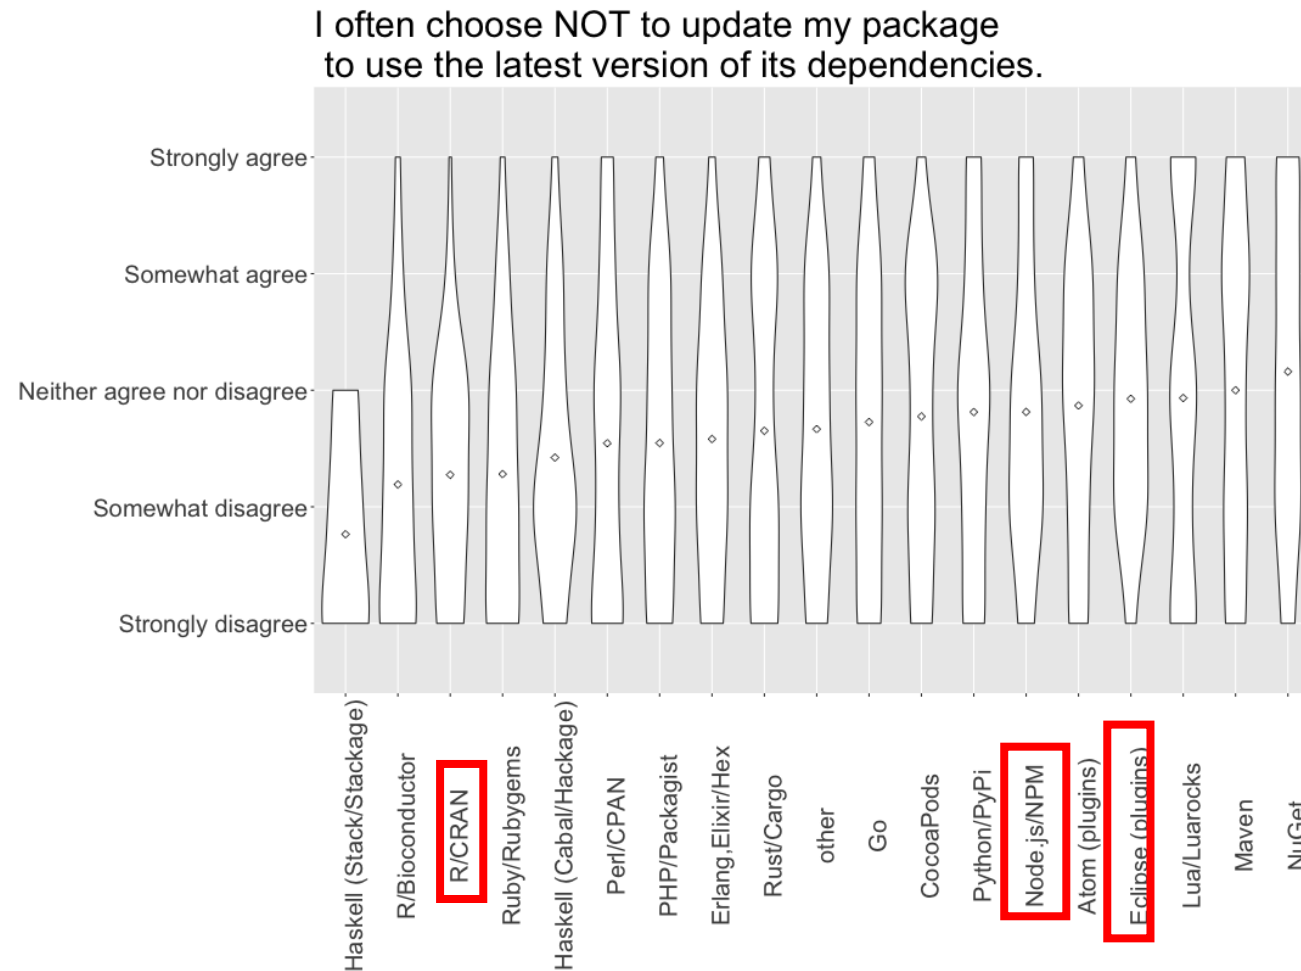 I often choose NOT to update my package
to use the latest version of its dependencies.
Strongly agree
Somewhat agree
Neither agree nor disagree
Somewhat disagree
Strongly disagree
Haskell (Stack/Stackage)
R/Bioconductor
R/CRAN
Ruby/Rubygems
Haskell (Cabal/Hackage)
Perl/CPAN
PHP/Packagist
Erlang,Elixir/Hex
Rust/Cargo
other
Go
CocoaPods
Python/PyPi
Node.js/NPM
Atom (plugins)
Eclipse (plugins)
Lua/Luarocks
Maven
NuGet